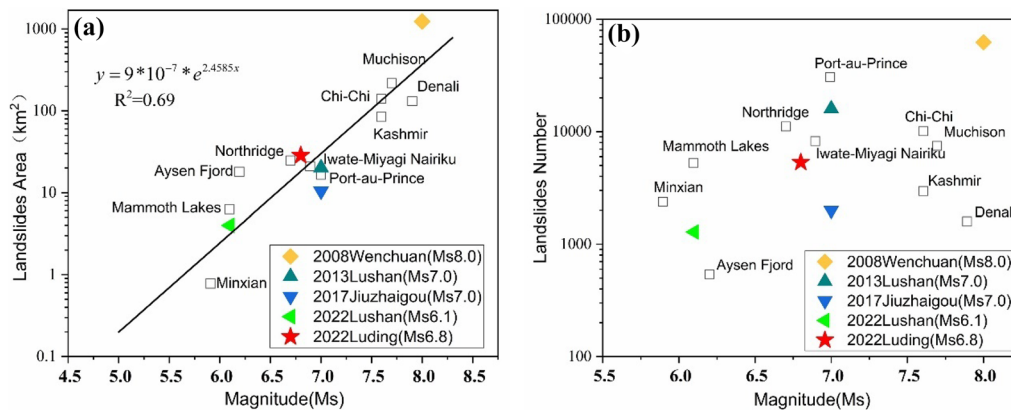 (a)
y = 9*10^-7 * e^2.4585x
R²=0.69
Muchison
Chi-Chi
Denali
Kashmir
Northridge
Iwate-Miyagi Nairiku
Aysen Fjord
Port-au-Prince
Mammoth Lakes
Minxian
2008Wenchuan(Ms8.0)
2013Lushan(Ms7.0)
2017Jiuzhaigou(Ms7.0)
2022Lushan(Ms6.1)
2022Luding(Ms6.8)
Landslides Area（km²）
1000
100
10
1
0.1
4.5 5.0 5.5 6.0 6.5 7.0 7.5 8.0 8.5
Magnitude(Ms)
(b)
Port-au-Prince
Northridge
Chi-Chi
Muchison
Mammoth Lakes
Iwate-Miyagi Nairiku
Minxian
Kashmir
Denali
Aysen Fjord
2008Wenchuan(Ms8.0)
2013Lushan(Ms7.0)
2017Jiuzhaigou(Ms7.0)
2022Lushan(Ms6.1)
2022Luding(Ms6.8)
Landslides Number
100000
10000
1000
100
5.5 6.0 6.5 7.0 7.5 8.0
Magnitude(Ms)